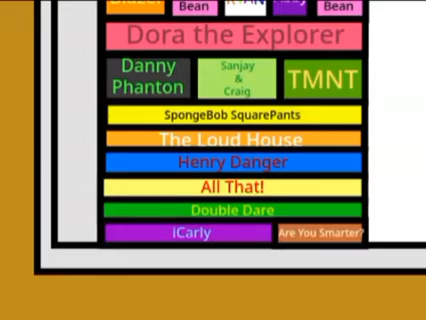 Bean
Bean
Dora the Explorer
Danny
Phanton
Sanjay
&
Craig
TMNT
SpongeBob SquarePants
The Loud House
Henry Danger
All That!
Double Dare
iCarly
Are You Smarter?